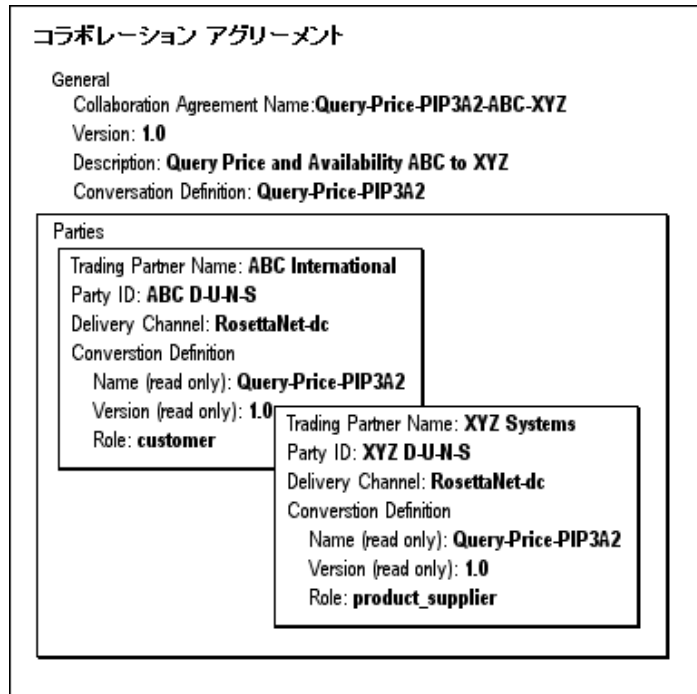 コラボレーション アグリーメント
General
Collaboration Agreement Name:Query-Price-PIP3A2-ABC-XYZ
Version: 1.0
Description: Query Price and Availability ABC to XYZ
Conversation Definition: Query-Price-PIP3A2
Parties
Trading Partner Name: ABC International
Party ID: ABC D-U-N-S
Delivery Channel: RosettaNet-dc
Converstion Definition
Name (read only): Query-Price-PIP3A2
Version (read only): 1.0
Role: customer
Trading Partner Name: XYZ Systems
Party ID: XYZ D-U-N-S
Delivery Channel: RosettaNet-dc
Converstion Definition
Name (read only): Query-Price-PIP3A2
Version (read only): 1.0
Role: product_supplier